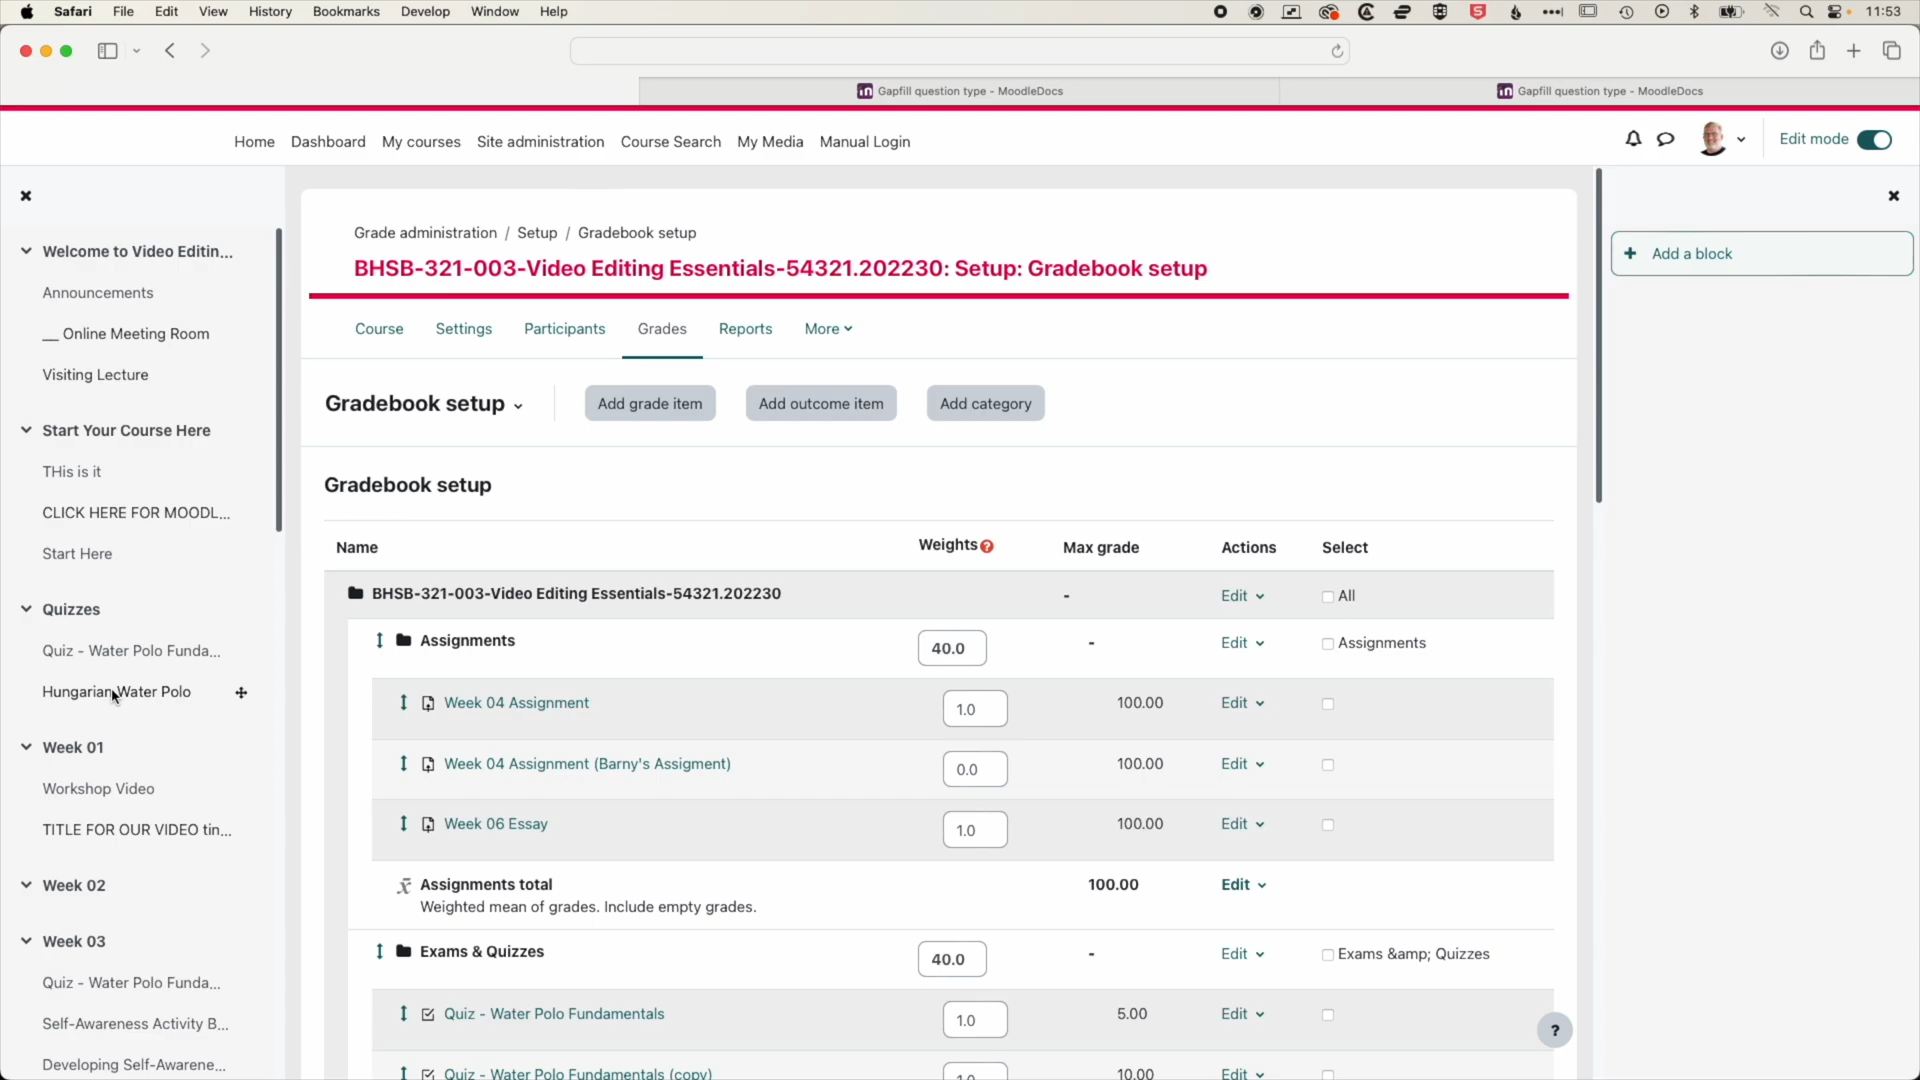 Safari File Edit View History Bookmarks Develop Window Help 11:53
Gapfill question type - MoodleDocs
Gapfill question type - MoodleDocs
Home Dashboard My courses Site administration Course Search My Media Manual Login
Edit mode
Welcome to Video Editin...
Announcements
__ Online Meeting Room
Visiting Lecture
Start Your Course Here
THis is it
CLICK HERE FOR MOODL...
Start Here
Quizzes
Quiz - Water Polo Funda...
Hungarian Water Polo
Week 01
Workshop Video
TITLE FOR OUR VIDEO tin...
Week 02
Week 03
Quiz - Water Polo Funda...
Self-Awareness Activity B...
Developing Self-Awarene...
Grade administration / Setup / Gradebook setup
BHSB-321-003-Video Editing Essentials-54321.202230: Setup: Gradebook setup
Course Settings Participants Grades Reports More
Gradebook setup Add grade item Add outcome item Add category
Gradebook setup
Name Weights Max grade Actions Select
BHSB-321-003-Video Editing Essentials-54321.202230 - Edit All
Assignments 40.0 - Edit Assignments
Week 04 Assignment 1.0 100.00 Edit
Week 04 Assignment (Barny's Assigment) 0.0 100.00 Edit
Week 06 Essay 1.0 100.00 Edit
Assignments total 100.00 Edit
Weighted mean of grades. Include empty grades.
Exams & Quizzes 40.0 - Edit Exams &amp; Quizzes
Quiz - Water Polo Fundamentals 1.0 5.00 Edit
Quiz - Water Polo Fundamentals (copy) 1.0 10.00 Edit
+ Add a block
?